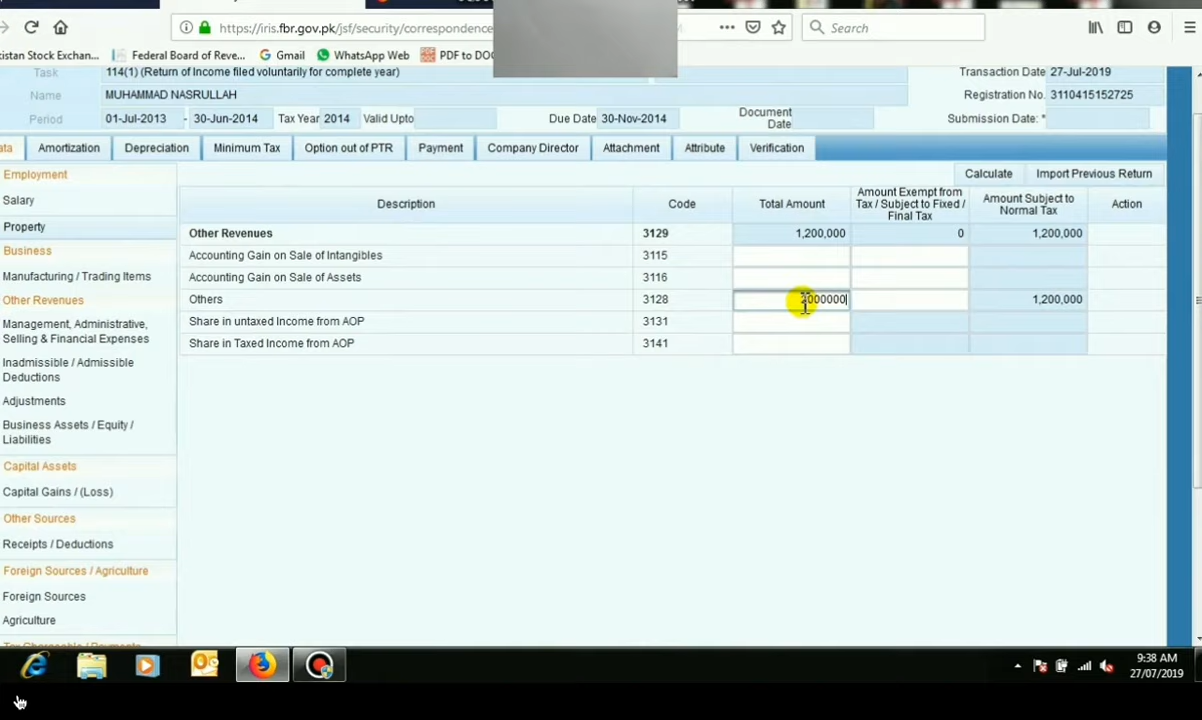 https://iris.fbr.gov.pk/jsf/security/correspondence
Search
kistan Stock Exchan... Federal Board of Reve... Gmail WhatsApp Web PDF to DOC
Task 114(1) (Return of Income filed voluntarily for complete year) Transaction Date 27-Jul-2019
Name MUHAMMAD NASRULLAH Registration No. 3110415152725
Period 01-Jul-2013 - 30-Jun-2014 Tax Year 2014 Valid Upto Due Date 30-Nov-2014 Document Date Submission Date: *
ata Amortization Depreciation Minimum Tax Option out of PTR Payment Company Director Attachment Attribute Verification
Employment
Salary
Property
Business
Manufacturing / Trading Items
Other Revenues
Management, Administrative,
Selling & Financial Expenses
Inadmissible / Admissible
Deductions
Adjustments
Business Assets / Equity /
Liabilities
Capital Assets
Capital Gains / (Loss)
Other Sources
Receipts / Deductions
Foreign Sources / Agriculture
Foreign Sources
Agriculture
Tax Chargeable / Payments
Calculate Import Previous Return
Description Code Total Amount Amount Exempt from Tax / Subject to Fixed / Final Tax Amount Subject to Normal Tax Action
Other Revenues 3129 1,200,000 0 1,200,000
Accounting Gain on Sale of Intangibles 3115
Accounting Gain on Sale of Assets 3116
Others 3128 1,200,000
Share in untaxed Income from AOP 3131
Share in Taxed Income from AOP 3141
9:38 AM
27/07/2019